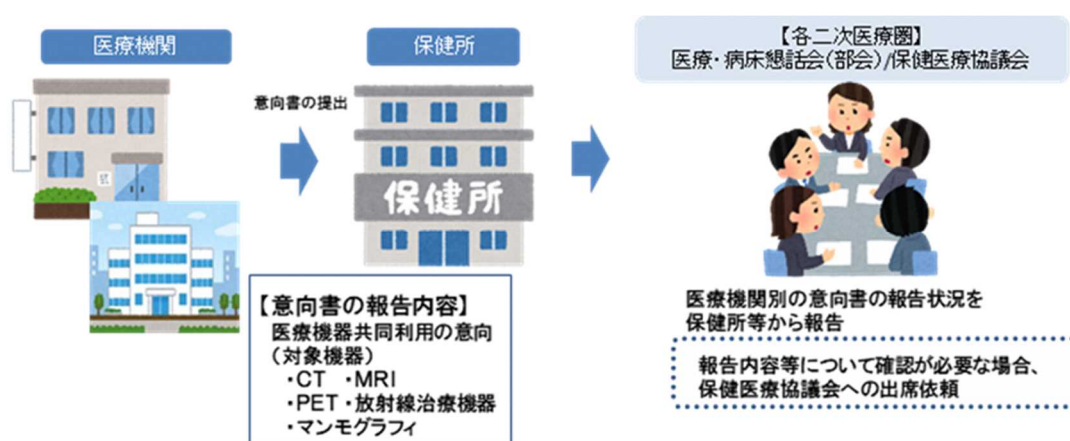 医療機関
意向書の提出
保健所
保健所
【意向書の報告内容】
医療機器共同利用の意向
（対象機器）
・CT ・MRI
・PET・放射線治療機器
・マンモグラフィ
【各二次医療圏】
医療・病床懇話会（部会）/保健医療協議会
医療機関別の意向書の報告状況を
保健所等から報告
報告内容等について確認が必要な場合、
保健医療協議会への出席依頼